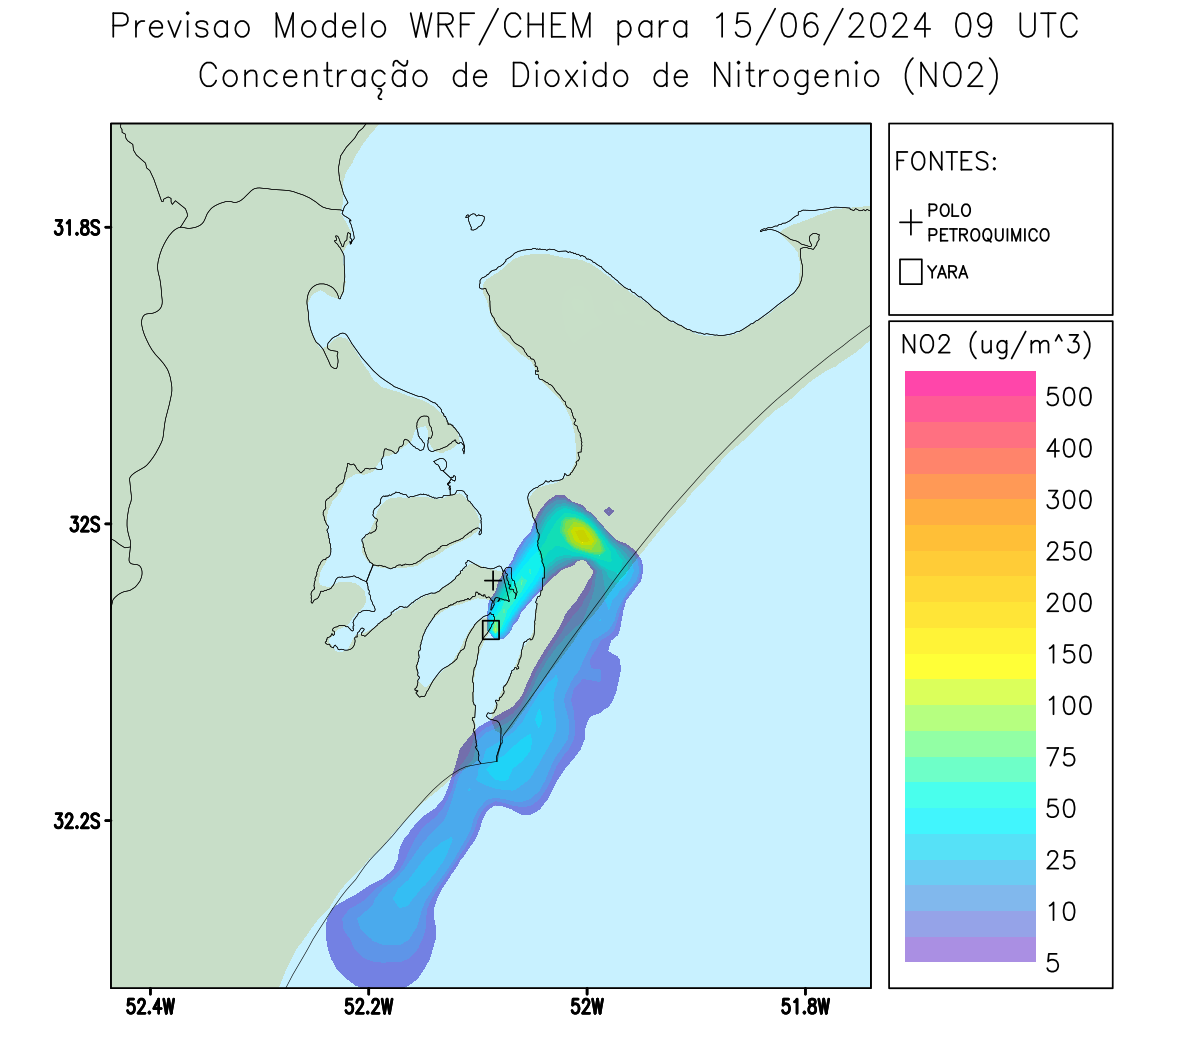 Previsao Modelo WRF/CHEM para 15/06/2024 09 UTC
Concentração de Dioxido de Nitrogenio (NO2)
FONTES:
POLO
PETROQUIMICO
YARA
NO2 (ug/m^3)
500
400
300
250
200
150
100
75
50
25
10
5
31.8S
32S
32.2S
52.4W
52.2W
52W
51.8W